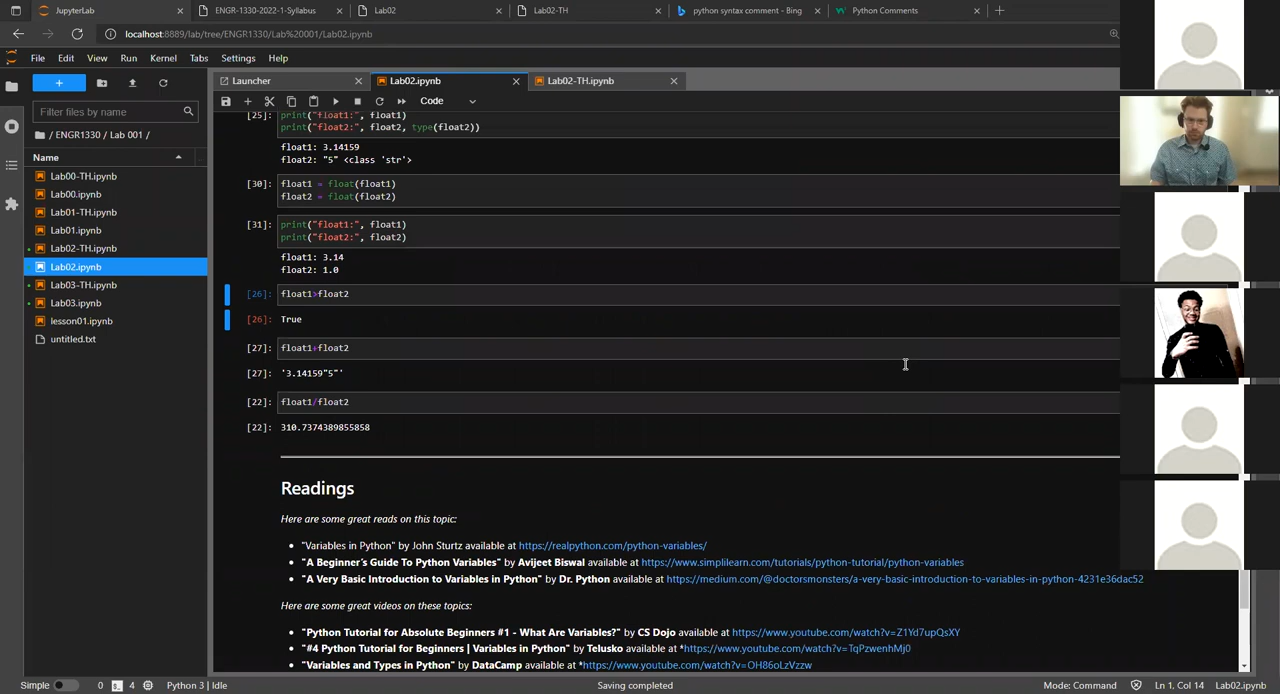 JupyterLab
ENGR-1330-2022-1-Syllabus
Lab02
Lab02-TH
python syntax comment - Bing
Python Comments
localhost:8889/lab/tree/ENGR1330/Lab%20001/Lab02.ipynb
File Edit View Run Kernel Tabs Settings Help
Launcher
Lab02.ipynb
Lab02-TH.ipynb
Code
Filter files by name
/ ENGR1330 / Lab 001 /
Name
Lab00-TH.ipynb
Lab00.ipynb
Lab01-TH.ipynb
Lab01.ipynb
Lab02-TH.ipynb
Lab02.ipynb
Lab03-TH.ipynb
Lab03.ipynb
lesson01.ipynb
untitled.txt
[25]: print("float1:", float1)
print("float2:", float2, type(float2))
float1: 3.14159
float2: "5" <class 'str'>
[30]: float1 = float(float1)
float2 = float(float2)
[31]: print("float1:", float1)
print("float2:", float2)
float1: 3.14
float2: 1.0
[26]: float1>float2
[26]: True
[27]: float1+float2
[27]: '3.14159"5"'
[22]: float1/float2
[22]: 310.7374389855858
Readings
Here are some great reads on this topic:
• "Variables in Python" by John Sturtz available at https://realpython.com/python-variables/
• "A Beginner's Guide To Python Variables" by Avijeet Biswal available at https://www.simplilearn.com/tutorials/python-tutorial/python-variables
• "A Very Basic Introduction to Variables in Python" by Dr. Python available at https://medium.com/@doctorsmonsters/a-very-basic-introduction-to-variables-in-python-4231e36dac52
Here are some great videos on these topics:
• "Python Tutorial for Absolute Beginners #1 - What Are Variables?" by CS Dojo available at https://www.youtube.com/watch?v=Z1Yd7upQsXY
• "#4 Python Tutorial for Beginners | Variables in Python" by Telusko available at *https://www.youtube.com/watch?v=TqPzwenhMj0
• "Variables and Types in Python" by DataCamp available at *https://www.youtube.com/watch?v=OH86oLzVzzw
Simple 0 4 Python 3 | Idle Saving completed Mode: Command Ln 1, Col 14 Lab02.ipynb